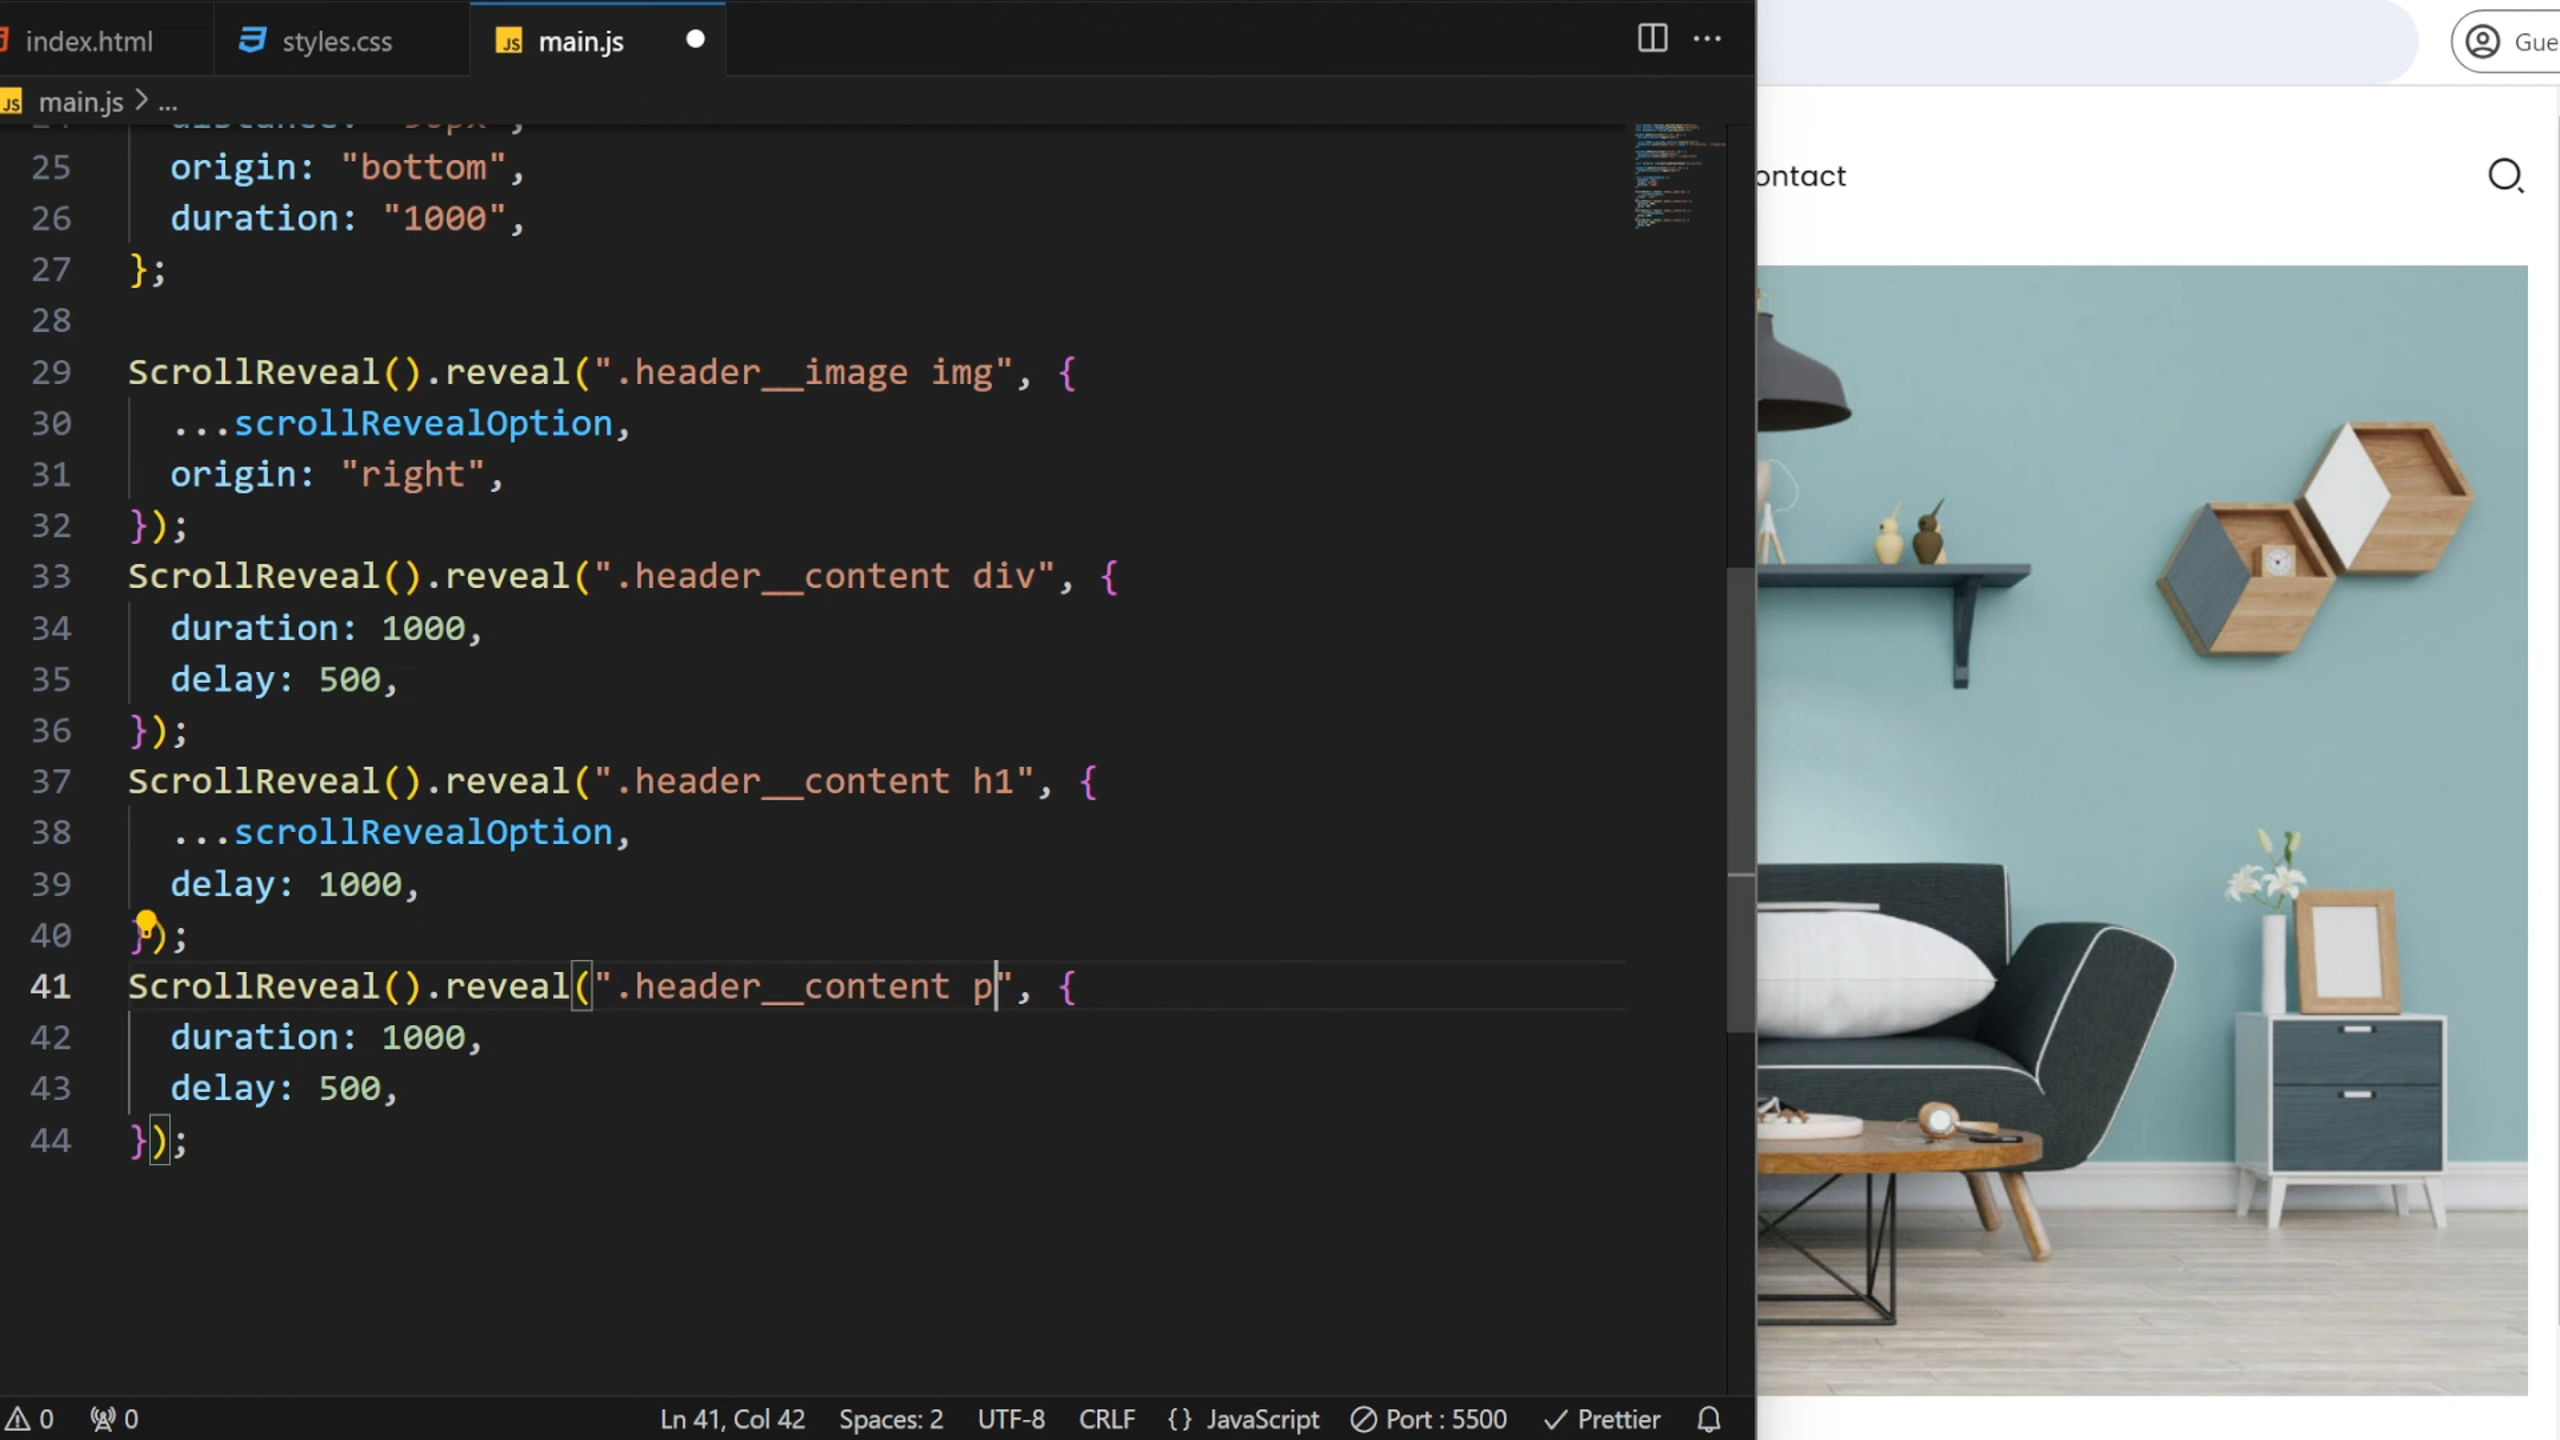 index.html
styles.css
JS main.js
Gue
JS main.js > ...
25 origin: "bottom",
26 duration: "1000",
27 };
28
29 ScrollReveal().reveal(".header__image img", {
30 ...scrollRevealOption,
31 origin: "right",
32 });
33 ScrollReveal().reveal(".header__content div", {
34 duration: 1000,
35 delay: 500,
36 });
37 ScrollReveal().reveal(".header__content h1", {
38 ...scrollRevealOption,
39 delay: 1000,
40 });
41 ScrollReveal().reveal(".header__content p", {
42 duration: 1000,
43 delay: 500,
44 });
ontact
0 0 Ln 41, Col 42 Spaces: 2 UTF-8 CRLF {} JavaScript Port : 5500 Prettier